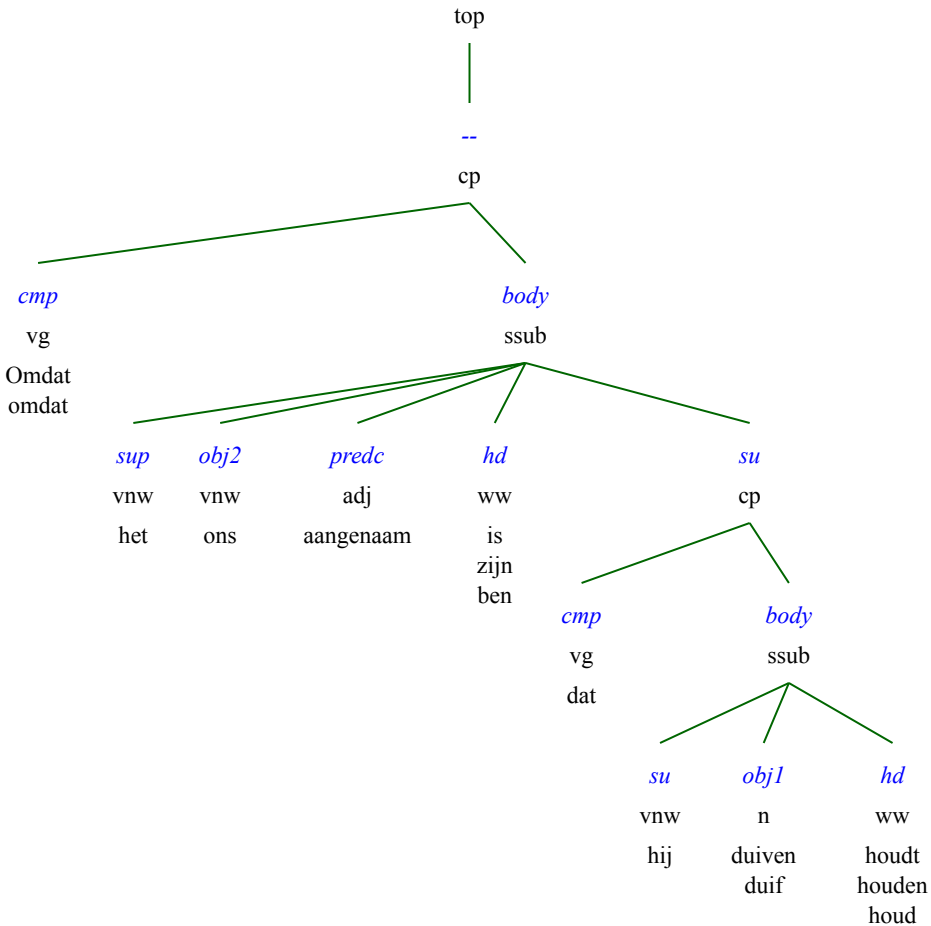 top
--
cp
cmp body
vg ssub
Omdat
omdat
sup obj2 predc hd su
vnw vnw adj ww cp
het ons aangenaam is
zijn
ben
cmp body
vg ssub
dat
su obj1 hd
vnw n ww
hij duiven houdt
duif houden
houd